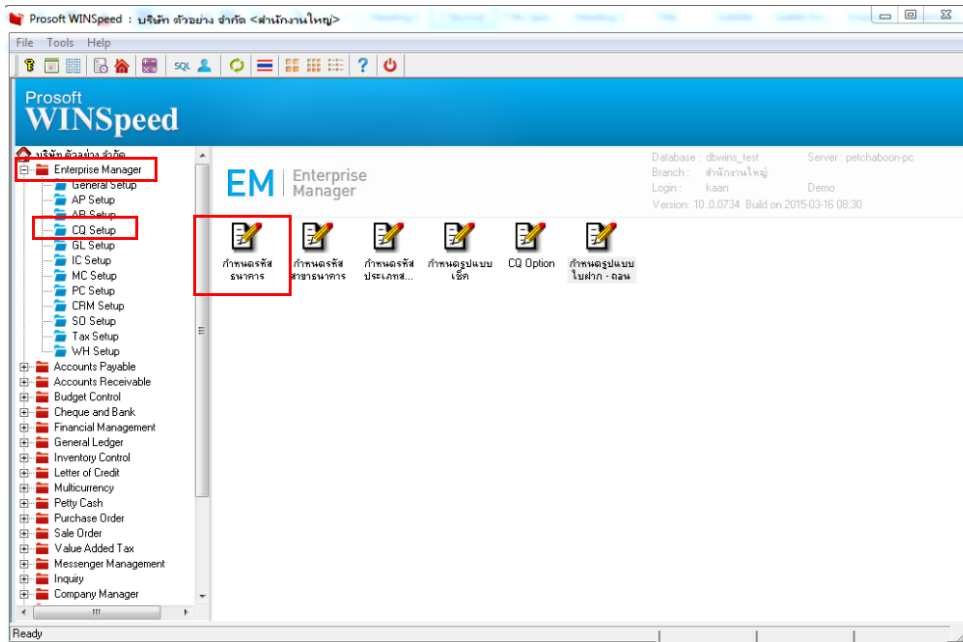 Prosoft WINSpeed : บริษัท ตัวอย่าง จำกัด <สำนักงานใหญ่>
File Tools Help
SQL
Prosoft
WINSpeed
บริษัท ตัวอย่าง จำกัด
Enterprise Manager
General Setup
AP Setup
AR Setup
CQ Setup
GL Setup
IC Setup
MC Setup
PC Setup
CRM Setup
SO Setup
Tax Setup
WH Setup
Accounts Payable
Accounts Receivable
Budget Control
Cheque and Bank
Financial Management
General Ledger
Inventory Control
Letter of Credit
Multicurrency
Petty Cash
Purchase Order
Sale Order
Value Added Tax
Messenger Management
Inquiry
Company Manager
EM Enterprise
Manager
Database : dbwins_test Server : petchaboon-pc
Branch : สำนักงานใหญ่
Login : kaan Demo
Version: 10.0.0734 Build on 2015-03-16 08:30
กำหนดรหัส
ธนาคาร
กำหนดรหัส
สาขาธนาคาร
กำหนดรหัส
ประเภทส...
กำหนดรูปแบบ
เช็ค
CQ Option
กำหนดรูปแบบ
ใบฝาก - ถอน
Ready